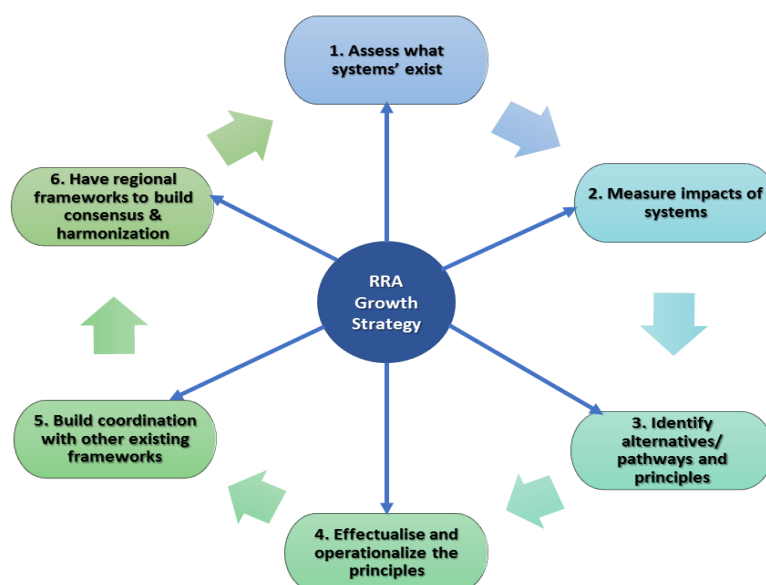 1. Assess what
systems’ exist
2. Measure impacts of
systems
3. Identify
alternatives/
pathways and
principles
4. Effectualise and
operationalize the
principles
5. Build coordination
with other existing
frameworks
6. Have regional
frameworks to build
consensus &
harmonization
RRA
Growth
Strategy